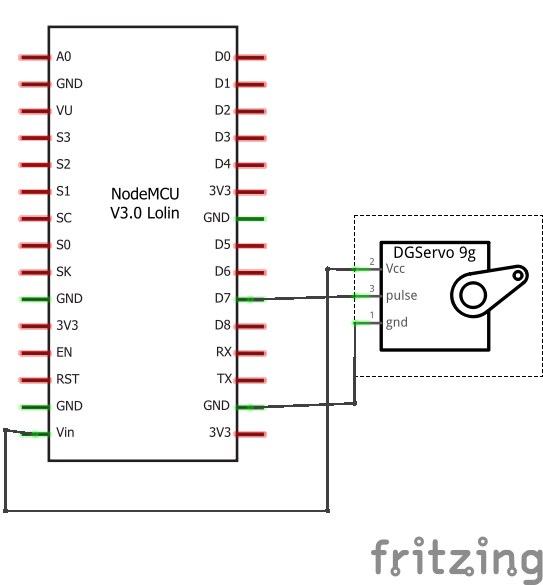 A0
GND
VU
S3
S2
S1
SC
S0
SK
GND
3V3
EN
RST
GND
Vin
NodeMCU
V3.0 Lolin
D0
D1
D2
D3
D4
3V3
GND
D5
D6
D7
D8
RX
TX
GND
3V3
DGServo 9g
2 Vcc
3 pulse
1 gnd
fritzing